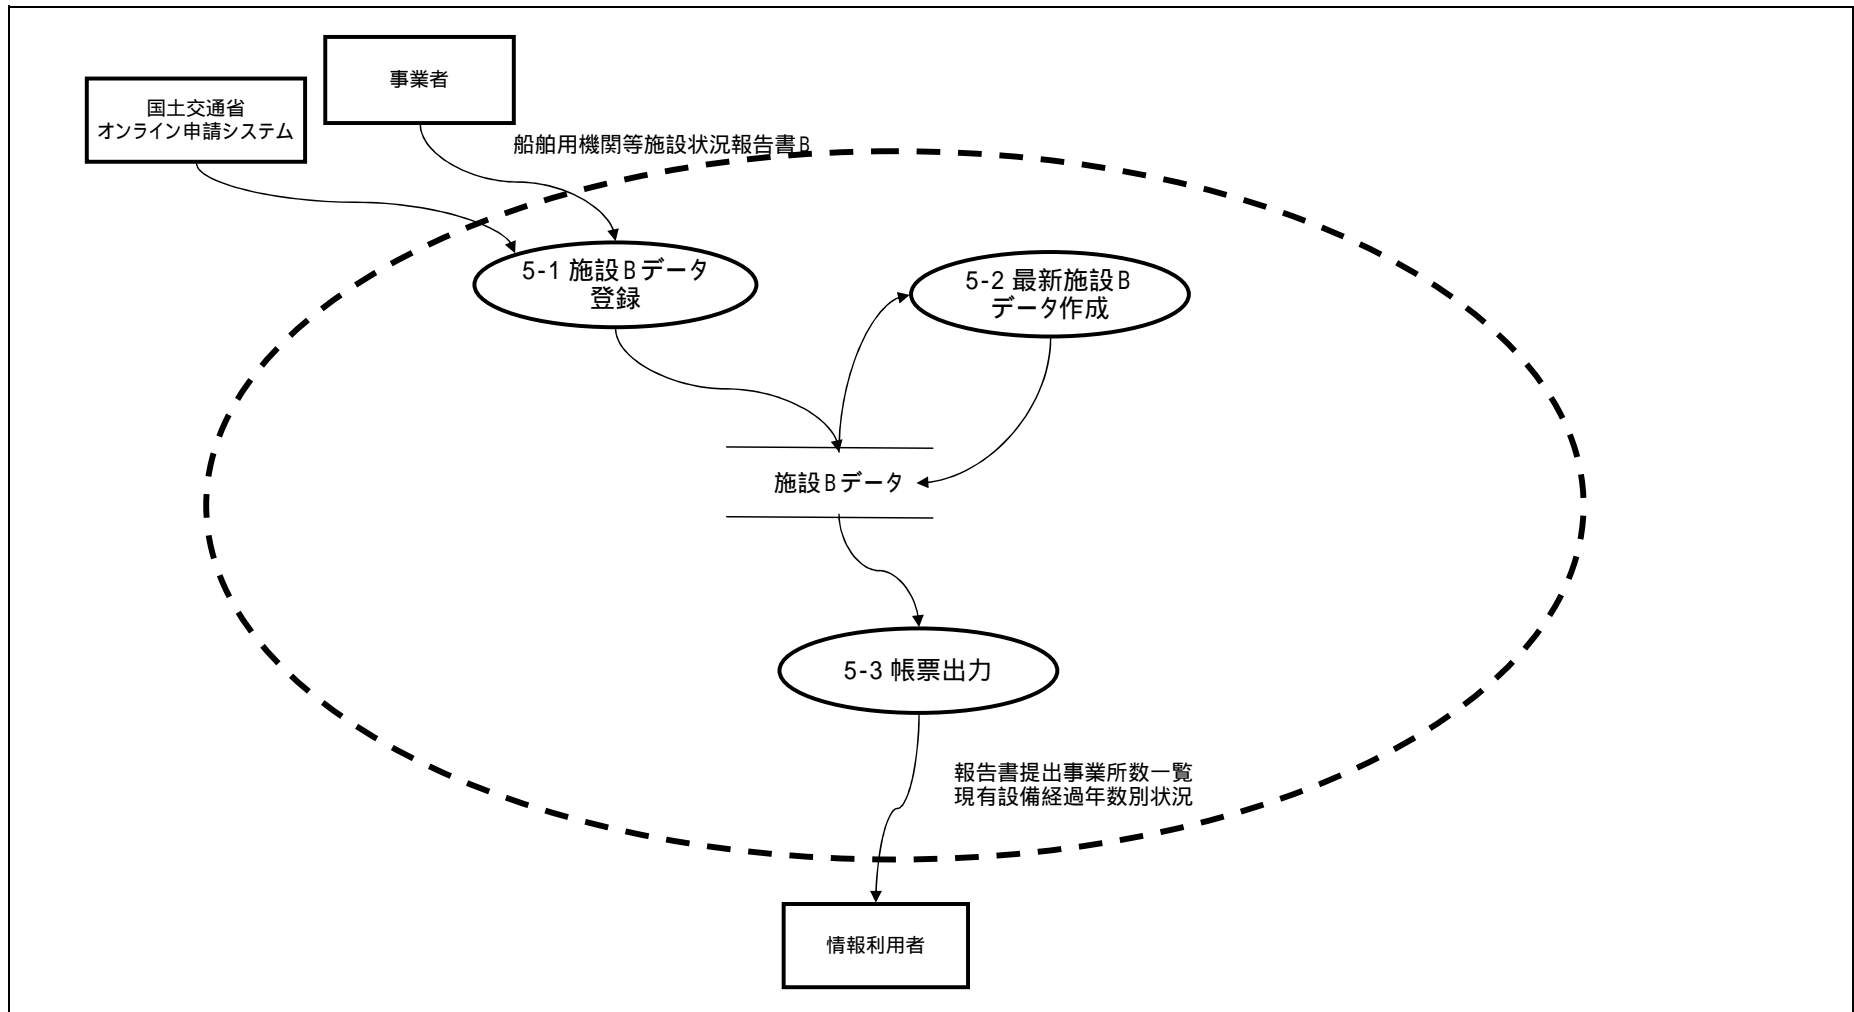 事業者
国土交通省
オンライン申請システム
船舶用機関等施設状況報告書B
5-1 施設Bデータ
登録
5-2 最新施設B
データ作成
施設Bデータ
5-3 帳票出力
報告書提出事業所数一覧
現有設備経過年数別状況
情報利用者